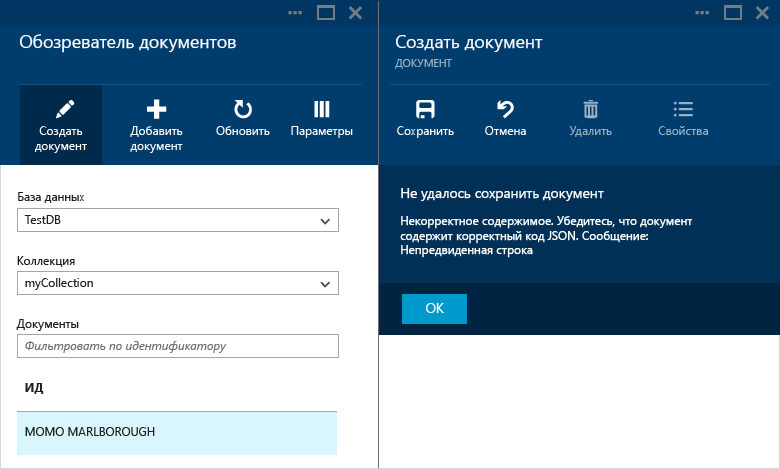 Обозреватель документов
Создать
документ
Добавить
документ
Обновить
Параметры
База данных
TestDB
Коллекция
myCollection
Документы
Фильтровать по идентификатору
ИД
MOMO MARLBOROUGH
Создать документ
ДОКУМЕНТ
Сохранить
Отмена
Удалить
Свойства
Не удалось сохранить документ
Некорректное содержимое. Убедитесь, что документ
содержит корректный код JSON. Сообщение:
Непредвиденная строка
OK